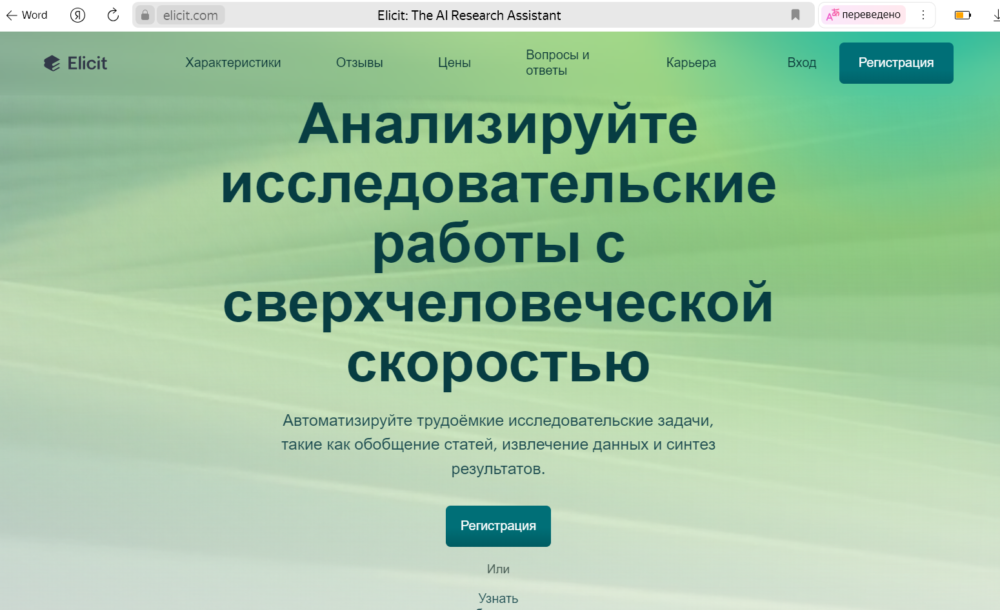 Word
Я
elicit.com
Elicit: The AI Research Assistant
Aあ переведено
Elicit
Характеристики
Отзывы
Цены
Вопросы и
ответы
Карьера
Вход
Регистрация
Анализируйте
исследовательские
работы с
сверхчеловеческой
скоростью
Автоматизируйте трудоёмкие исследовательские задачи,
такие как обобщение статей, извлечение данных и синтез
результатов.
Регистрация
Или
Узнать